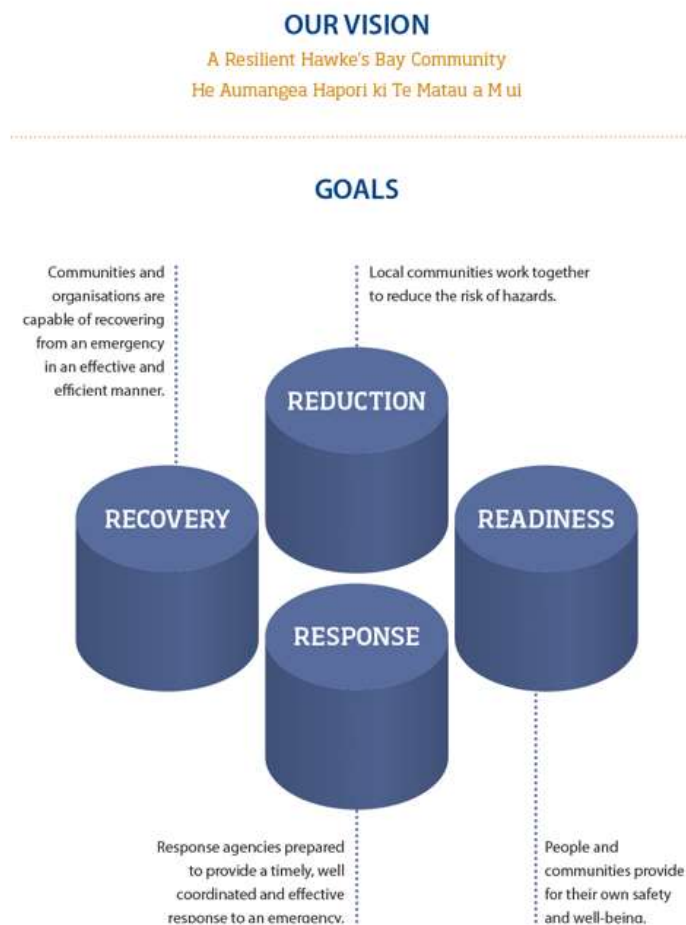 OUR VISION
A Resilient Hawke's Bay Community
He Aumangea Hapori ki Te Matau a M ui
GOALS
Communities and
organisations are
capable of recovering
from an emergency
in an effective and
efficient manner.
Local communities work together
to reduce the risk of hazards.
REDUCTION
RECOVERY
READINESS
RESPONSE
Response agencies prepared
to provide a timely, well
coordinated and effective
response to an emergency.
People and
communities provide
for their own safety
and well-being.